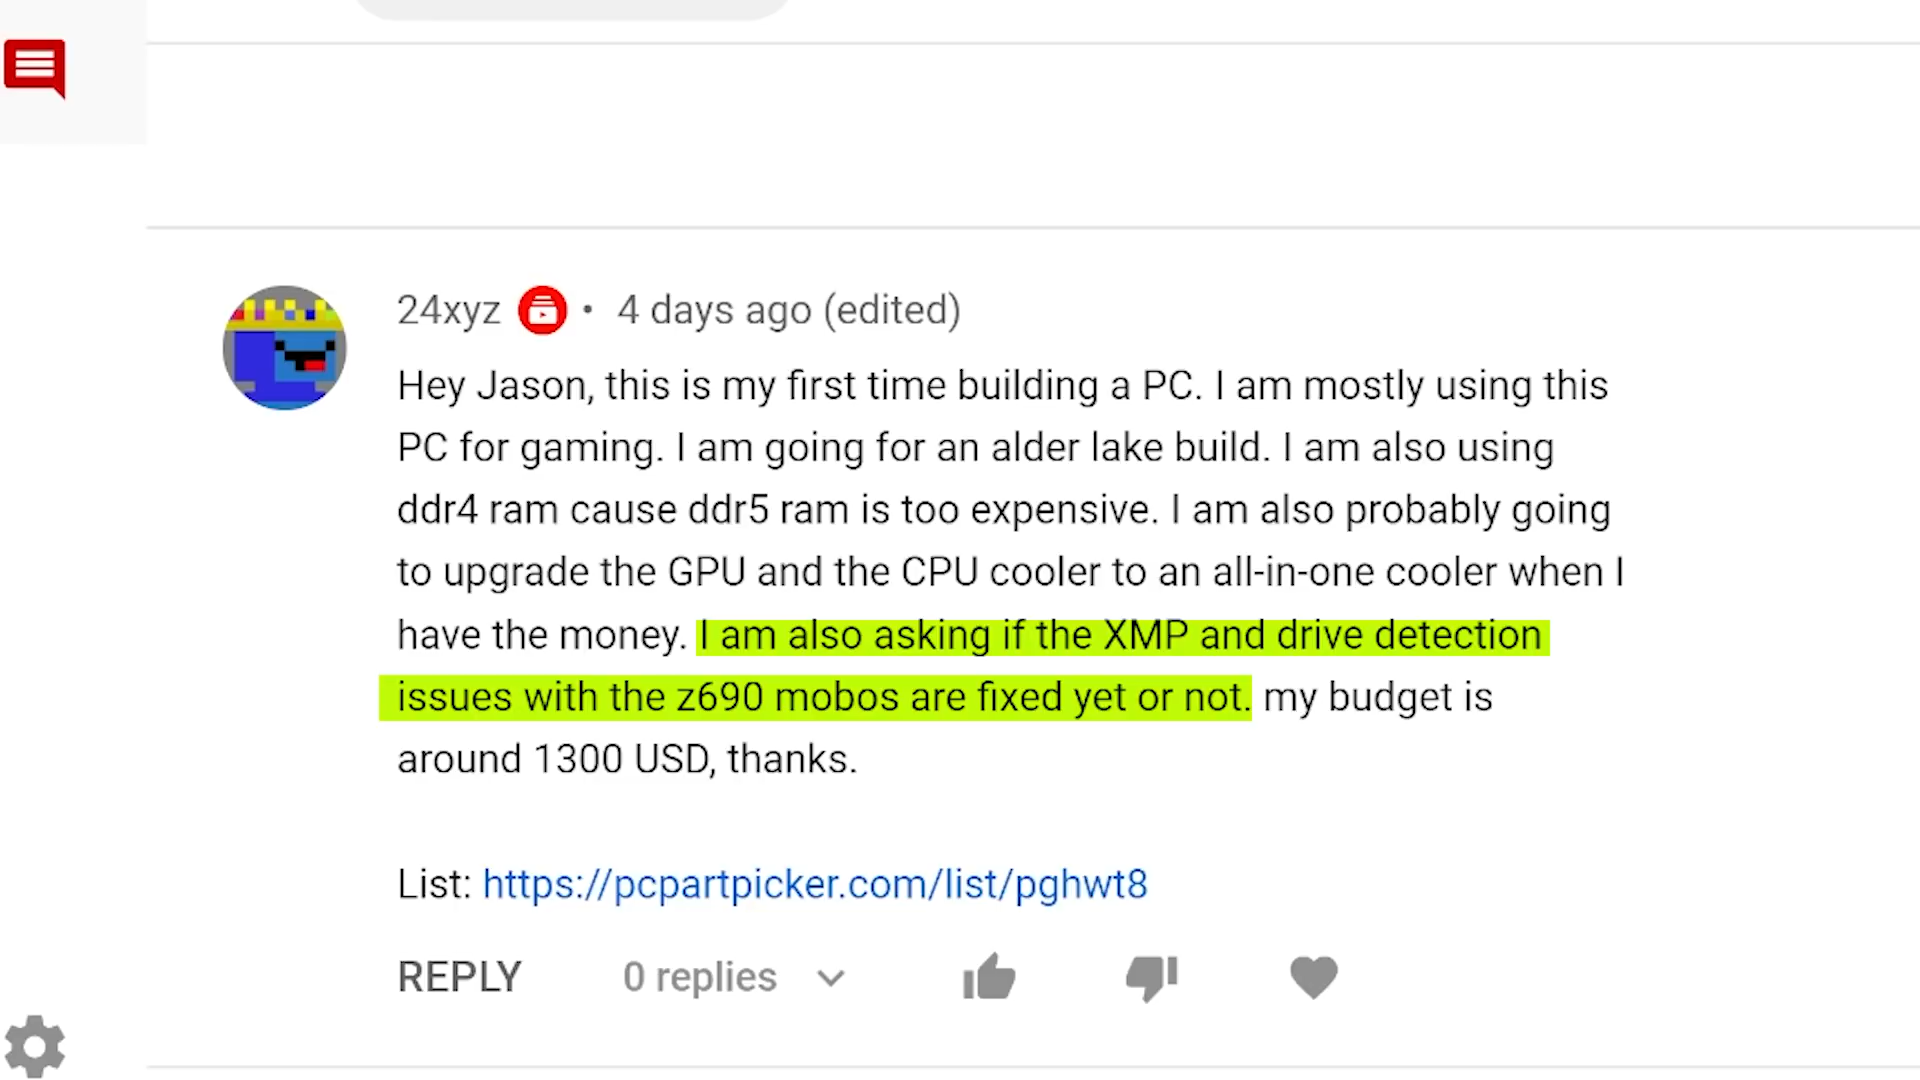 24xyz • 4 days ago (edited)
Hey Jason, this is my first time building a PC. I am mostly using this
PC for gaming. I am going for an alder lake build. I am also using
ddr4 ram cause ddr5 ram is too expensive. I am also probably going
to upgrade the GPU and the CPU cooler to an all-in-one cooler when I
have the money. I am also asking if the XMP and drive detection
issues with the z690 mobos are fixed yet or not. my budget is
around 1300 USD, thanks.
List: https://pcpartpicker.com/list/pghwt8
REPLY 0 replies